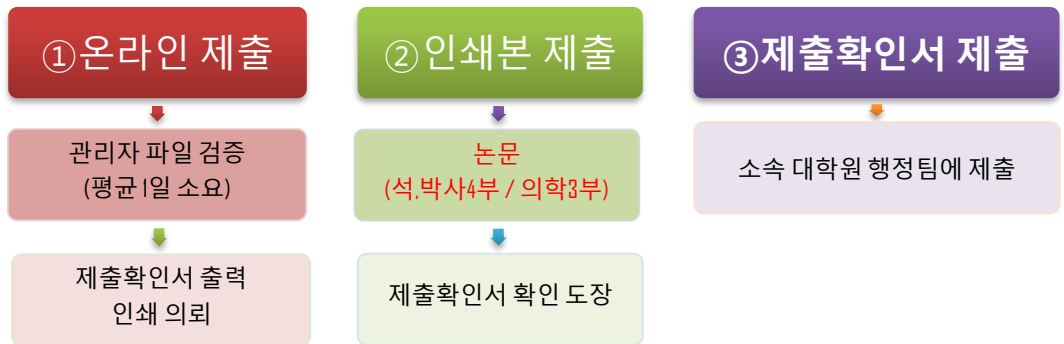 ①온라인 제출
관리자 파일 검증
(평균 1일 소요)
제출확인서 출력
인쇄 의뢰
②인쇄본 제출
논문
(석,박사4부 / 의학3부)
제출확인서 확인 도장
③제출확인서 제출
소속 대학원 행정팀에 제출